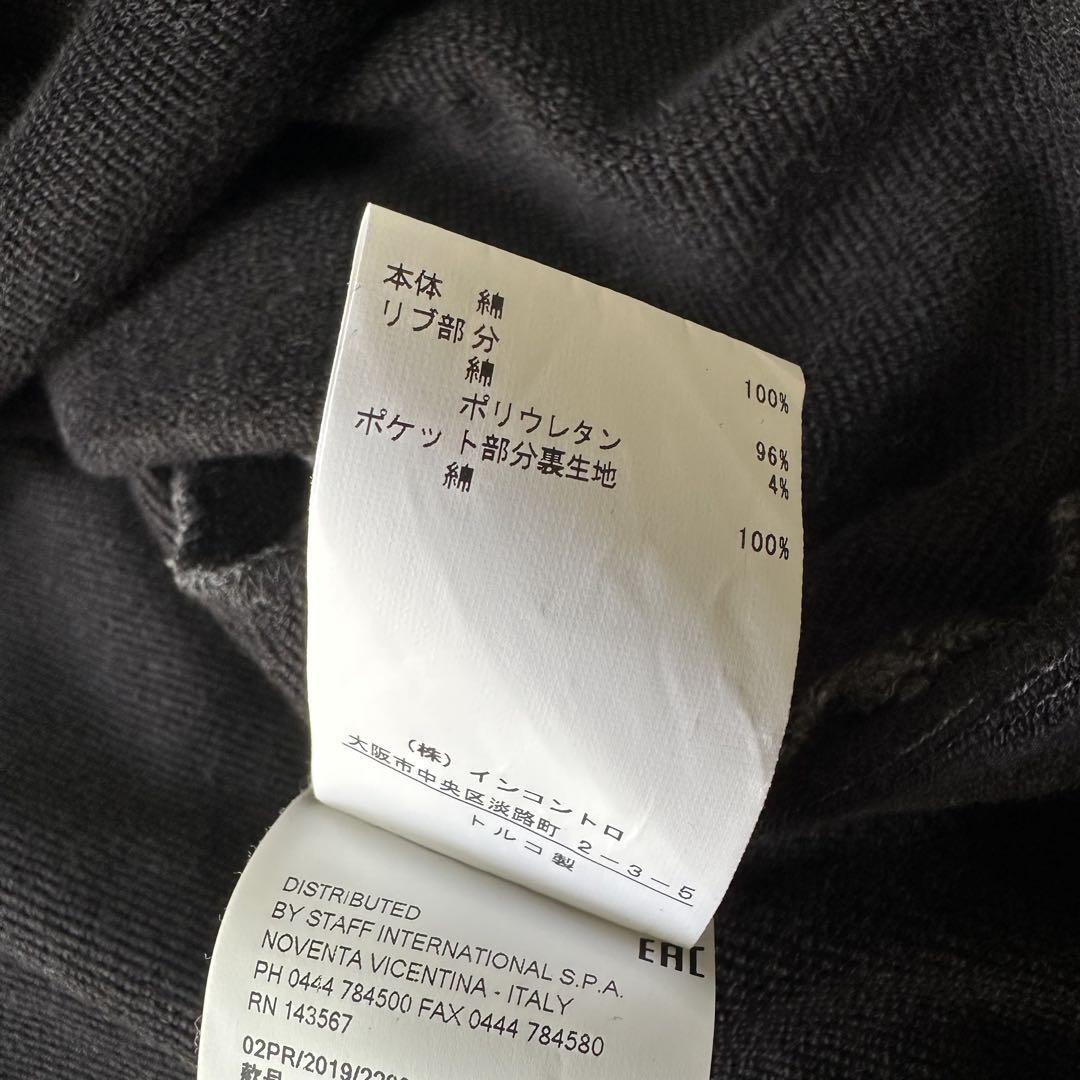 本体 綿 100%
リブ部分
綿 96%
ポリウレタン 4%
ポケット部分裏生地
綿 100%
(株)インコントロ
大阪市中央区淡路町 2-3-5
トルコ製
DISTRIBUTED
BY STAFF INTERNATIONAL S.P.A.
NOVENTA VICENTINA - ITALY
PH 0444 784500 FAX 0444 784580
RN 143567
EAC
02PR/2019/